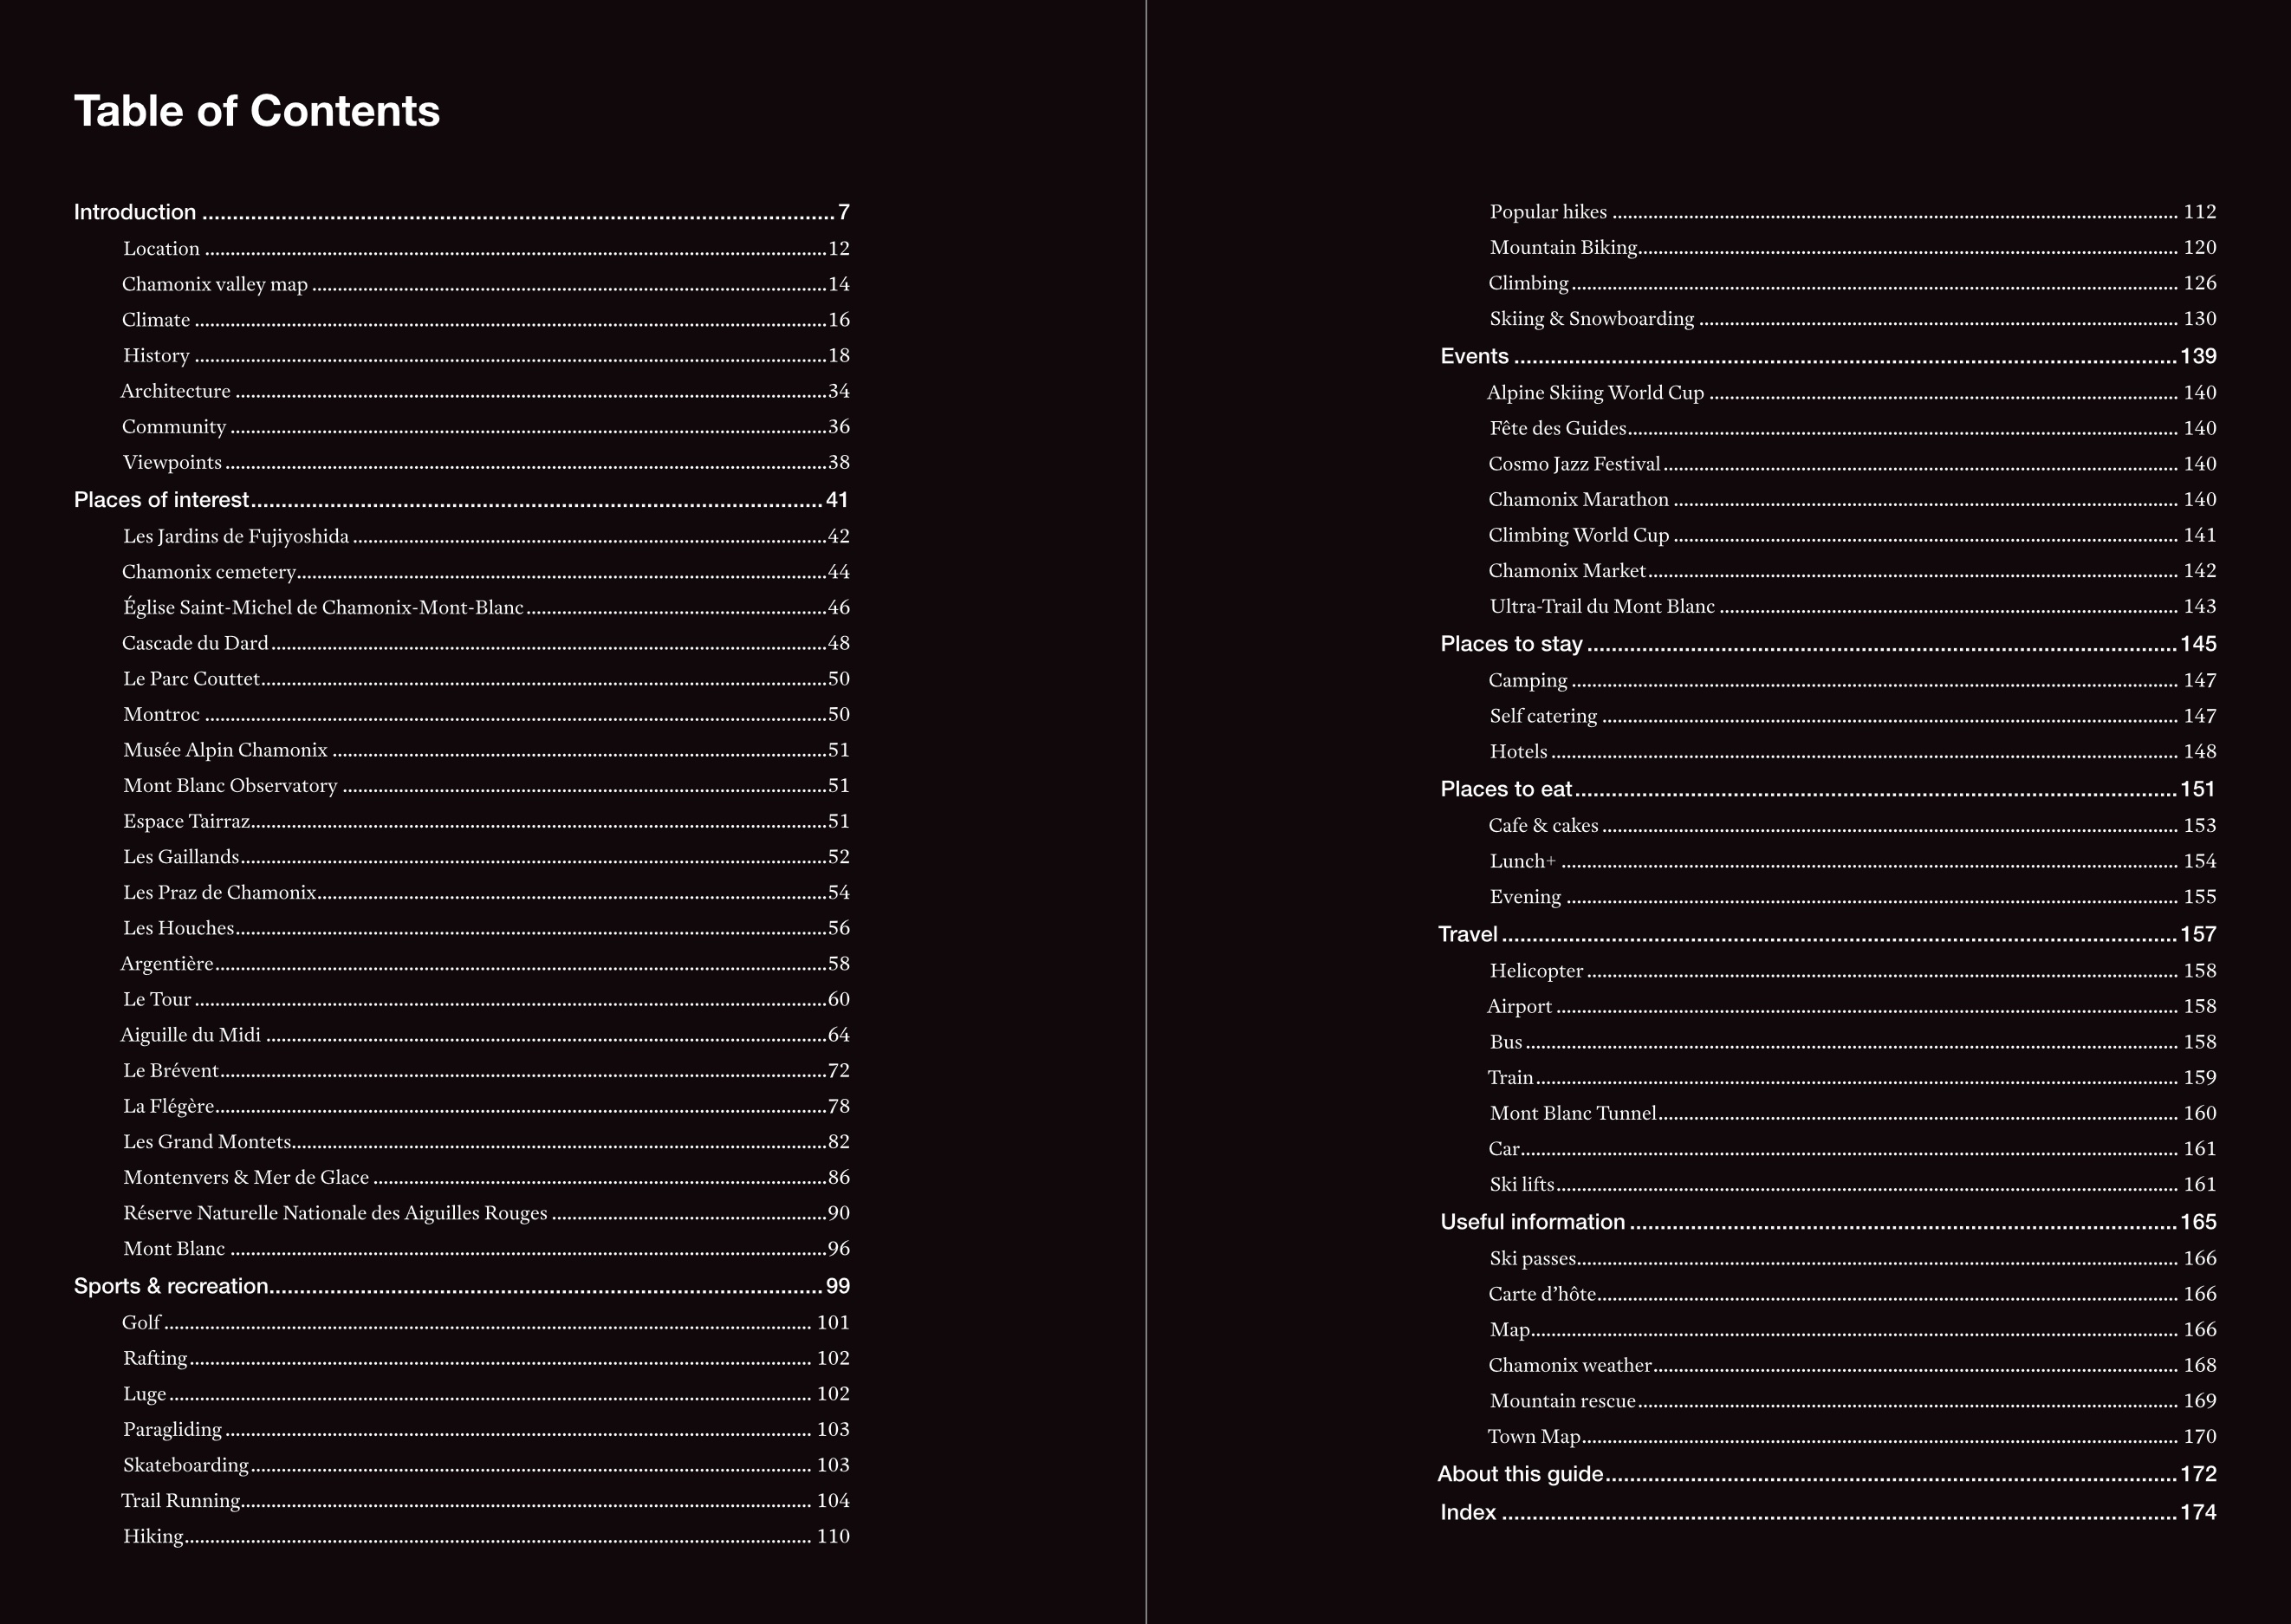 Table of Contents
Introduction ........ 7
Location ........ 12
Chamonix valley map ........ 14
Climate ........ 16
History ........ 18
Architecture ........ 34
Community ........ 36
Viewpoints ........ 38
Places of interest ........ 41
Les Jardins de Fujiyoshida ........ 42
Chamonix cemetery ........ 44
Église Saint-Michel de Chamonix-Mont-Blanc ........ 46
Cascade du Dard ........ 48
Le Parc Couttet ........ 50
Montroc ........ 50
Musée Alpin Chamonix ........ 51
Mont Blanc Observatory ........ 51
Espace Tairraz ........ 51
Les Gaillands ........ 52
Les Praz de Chamonix ........ 54
Les Houches ........ 56
Argentière ........ 58
Le Tour ........ 60
Aiguille du Midi ........ 64
Le Brévent ........ 72
La Flégère ........ 78
Les Grand Montets ........ 82
Montenvers & Mer de Glace ........ 86
Réserve Naturelle Nationale des Aiguilles Rouges ........ 90
Mont Blanc ........ 96
Sports & recreation ........ 99
Golf ........ 101
Rafting ........ 102
Luge ........ 102
Paragliding ........ 103
Skateboarding ........ 103
Trail Running ........ 104
Hiking ........ 110
Popular hikes ........ 112
Mountain Biking ........ 120
Climbing ........ 126
Skiing & Snowboarding ........ 130
Events ........ 139
Alpine Skiing World Cup ........ 140
Fête des Guides ........ 140
Cosmo Jazz Festival ........ 140
Chamonix Marathon ........ 140
Climbing World Cup ........ 141
Chamonix Market ........ 142
Ultra-Trail du Mont Blanc ........ 143
Places to stay ........ 145
Camping ........ 147
Self catering ........ 147
Hotels ........ 148
Places to eat ........ 151
Cafe & cakes ........ 153
Lunch+ ........ 154
Evening ........ 155
Travel ........ 157
Helicopter ........ 158
Airport ........ 158
Bus ........ 158
Train ........ 159
Mont Blanc Tunnel ........ 160
Car ........ 161
Ski lifts ........ 161
Useful information ........ 165
Ski passes ........ 166
Carte d’hôte ........ 166
Map ........ 166
Chamonix weather ........ 168
Mountain rescue ........ 169
Town Map ........ 170
About this guide ........ 172
Index ........ 174